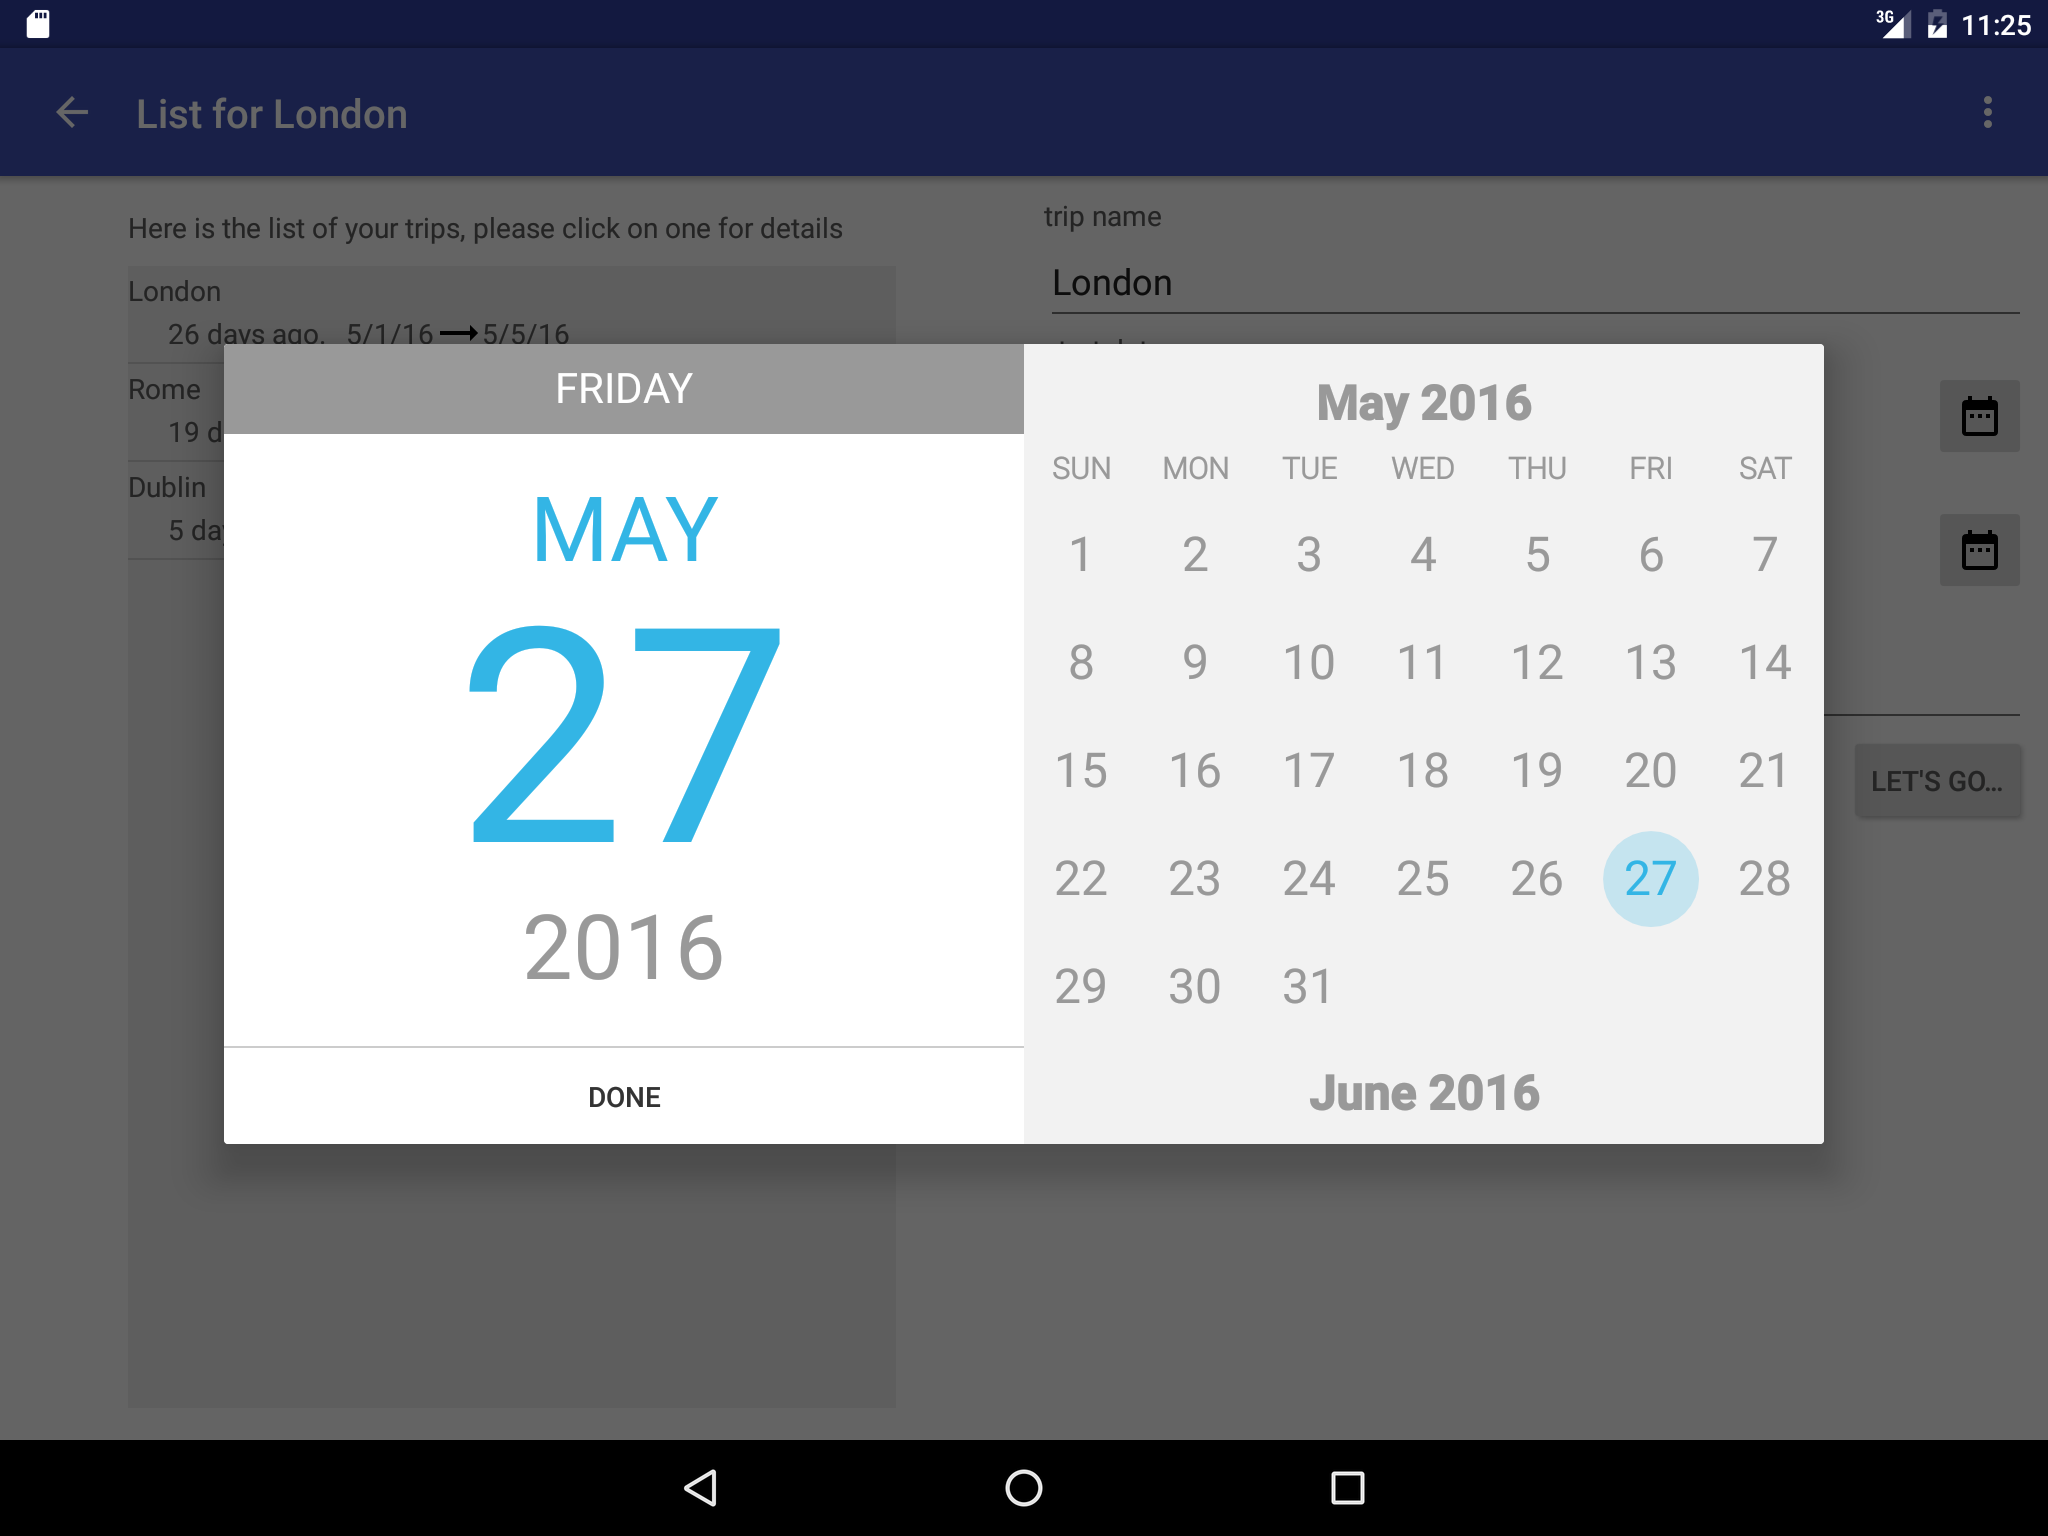 3G 11:25
List for London
Here is the list of your trips, please click on one for details
London
26 days ago, 5/1/16 5/5/16
Rome
19 d
Dublin
5 day
trip name
London
LET'S GO...
FRIDAY
MAY
27
2016
DONE
May 2016
SUN MON TUE WED THU FRI SAT
1 2 3 4 5 6 7
8 9 10 11 12 13 14
15 16 17 18 19 20 21
22 23 24 25 26 27 28
29 30 31
June 2016